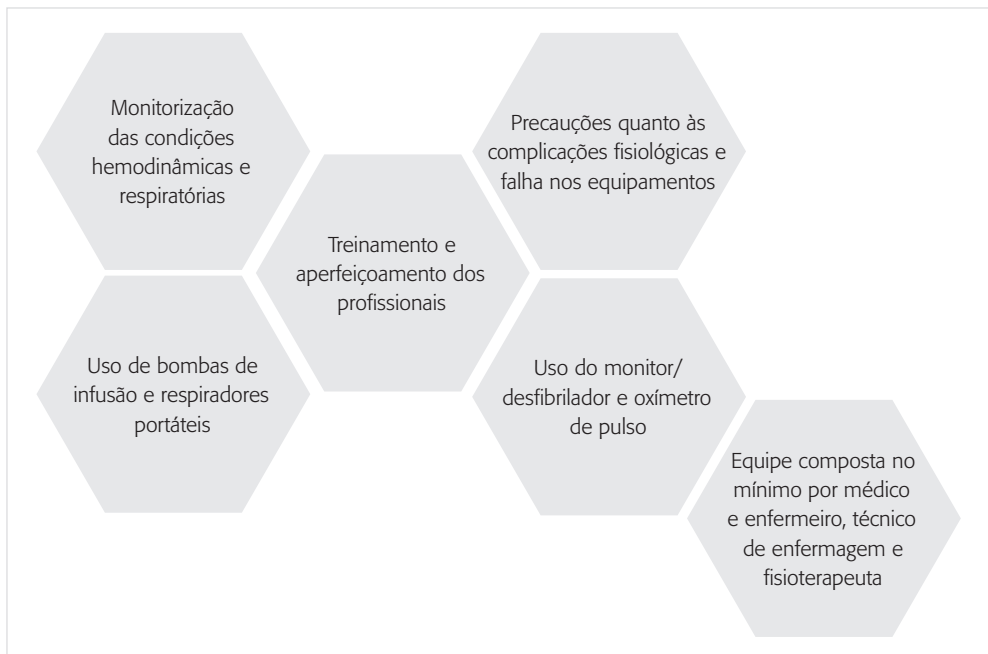 Monitorização
das condições
hemodinâmicas e
respiratórias
Precauções quanto às
complicações fisiológicas e
falha nos equipamentos
Treinamento e
aperfeiçoamento dos
profissionais
Uso de bombas de
infusão e respiradores
portáteis
Uso do monitor/
desfibrilador e oxímetro
de pulso
Equipe composta no
mínimo por médico
e enfermeiro, técnico
de enfermagem e
fisioterapeuta